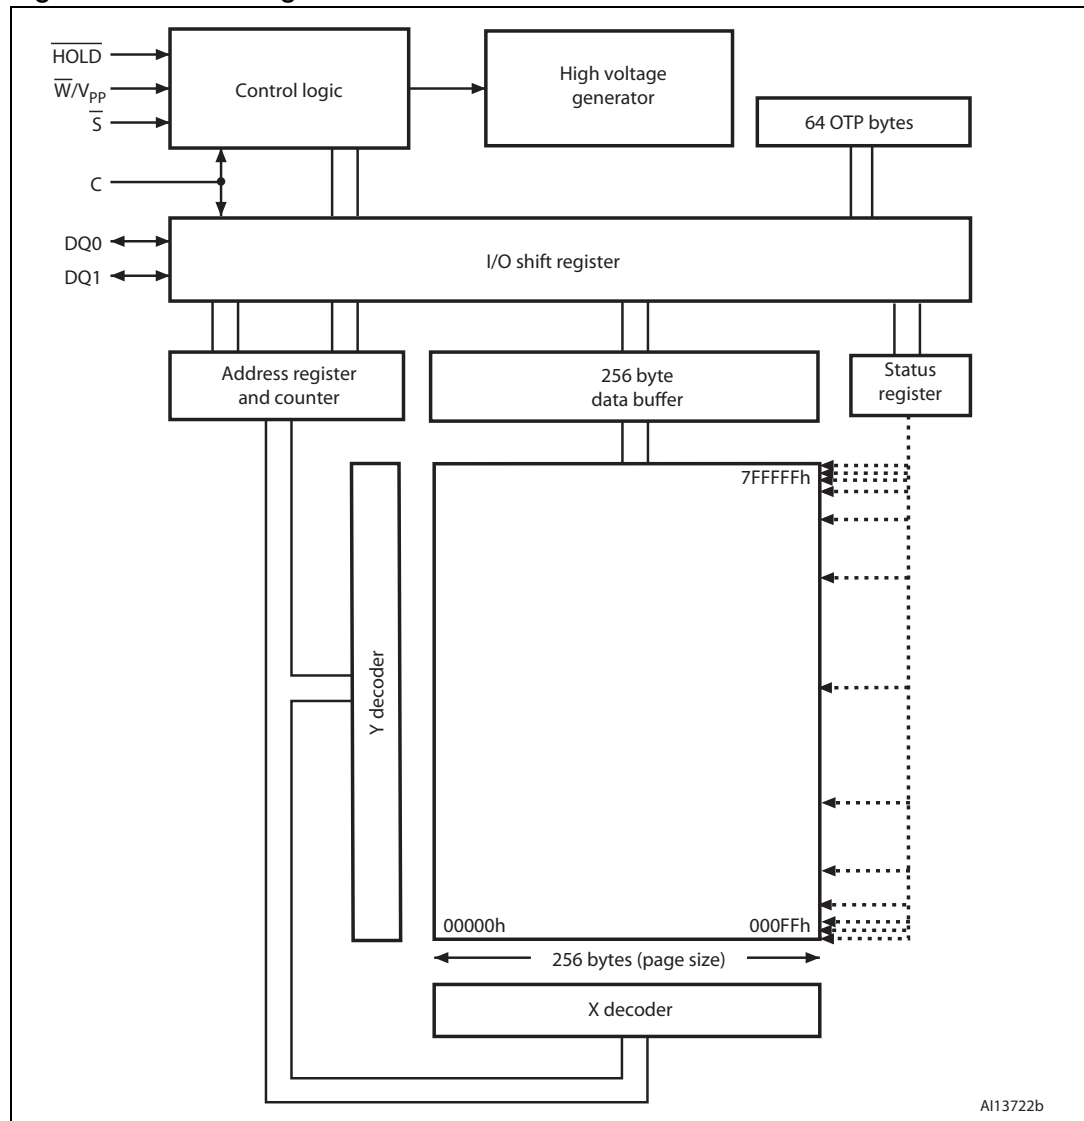 HOLD
W/VPP
S
C
DQ0
DQ1
Control logic
High voltage
generator
64 OTP bytes
I/O shift register
Address register
and counter
256 byte
data buffer
Status
register
7FFFFFh
Y decoder
00000h
000FFh
256 bytes (page size)
X decoder
AI13722b